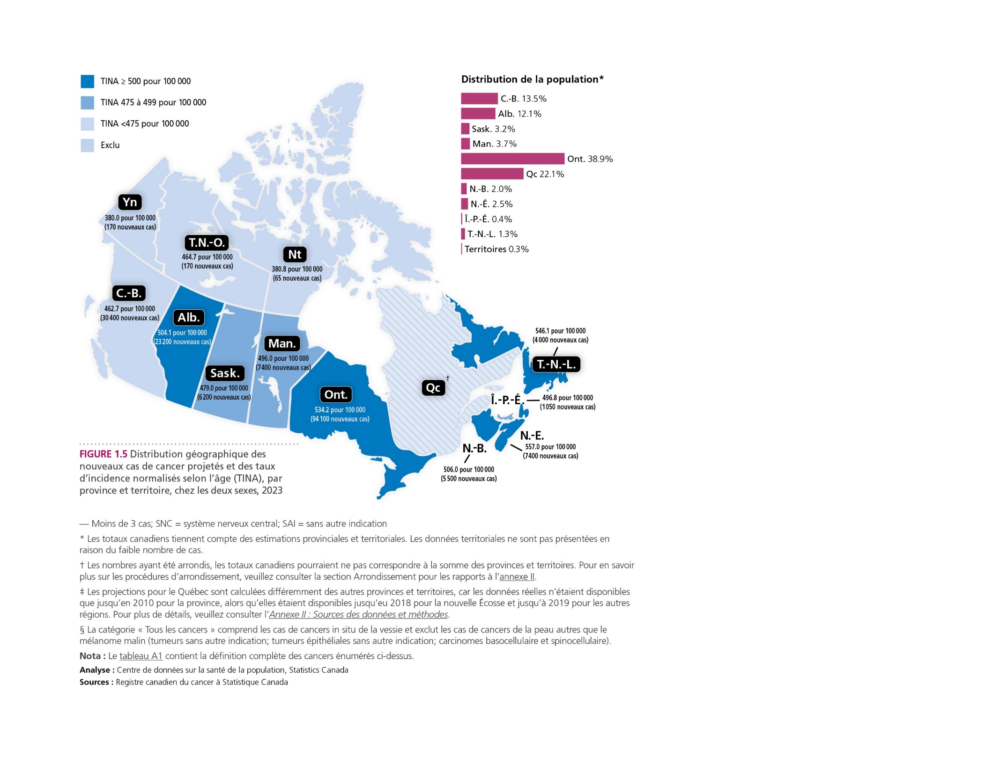 TINA ≥ 500 pour 100 000
TINA 475 à 499 pour 100 000
TINA <475 pour 100 000
Exclu
Distribution de la population*
C.-B. 13.5%
Alb. 12.1%
Sask. 3.2%
Man. 3.7%
Ont. 38.9%
Qc 22.1%
N.-B. 2.0%
N.-É. 2.5%
Î.-P.-É. 0.4%
T.-N.-L. 1.3%
Territoires 0.3%
Yn
380.0 pour 100 000
(170 nouveaux cas)
T.N.-O.
464.7 pour 100 000
(170 nouveaux cas)
Nt
380.8 pour 100 000
(65 nouveaux cas)
C.-B.
462.7 pour 100 000
(30 400 nouveaux cas)
Alb.
504.1 pour 100 000
(23 200 nouveaux cas)
Sask.
479.0 pour 100 000
(6 200 nouveaux cas)
Man.
496.0 pour 100 000
(7400 nouveaux cas)
Ont.
534.2 pour 100 000
(94 100 nouveaux cas)
Qc †
546.1 pour 100 000
(4 000 nouveaux cas)
T.-N.-L.
Î.-P.-É.
496.8 pour 100 000
(1050 nouveaux cas)
N.-E.
557.0 pour 100 000
(7400 nouveaux cas)
N.-B.
506.0 pour 100 000
(5 500 nouveaux cas)
FIGURE 1.5 Distribution géographique des
nouveaux cas de cancer projetés et des taux
d’incidence normalisés selon l’âge (TINA), par
province et territoire, chez les deux sexes, 2023
— Moins de 3 cas; SNC = système nerveux central; SAI = sans autre indication
* Les totaux canadiens tiennent compte des estimations provinciales et territoriales. Les données territoriales ne sont pas présentées en
raison du faible nombre de cas.
† Les nombres ayant été arrondis, les totaux canadiens pourraient ne pas correspondre à la somme des provinces et territoires. Pour en savoir
plus sur les procédures d’arrondissement, veuillez consulter la section Arrondissement pour les rapports à l’annexe II.
‡ Les projections pour le Québec sont calculées différemment des autres provinces et territoires, car les données réelles n’étaient disponibles
que jusqu’en 2010 pour la province, alors qu’elles étaient disponibles jusqu’eu 2018 pour la nouvelle Écosse et jusqu’à 2019 pour les autres
régions. Pour plus de détails, veuillez consulter l’Annexe II : Sources des données et méthodes.
§ La catégorie « Tous les cancers » comprend les cas de cancers in situ de la vessie et exclut les cas de cancers de la peau autres que le
mélanome malin (tumeurs sans autre indication; tumeurs épithéliales sans autre indication; carcinomes basocellulaire et spinocellulaire).
Nota : Le tableau A1 contient la définition complète des cancers énumérés ci-dessus.
Analyse : Centre de données sur la santé de la population, Statistics Canada
Sources : Registre canadien du cancer à Statistique Canada